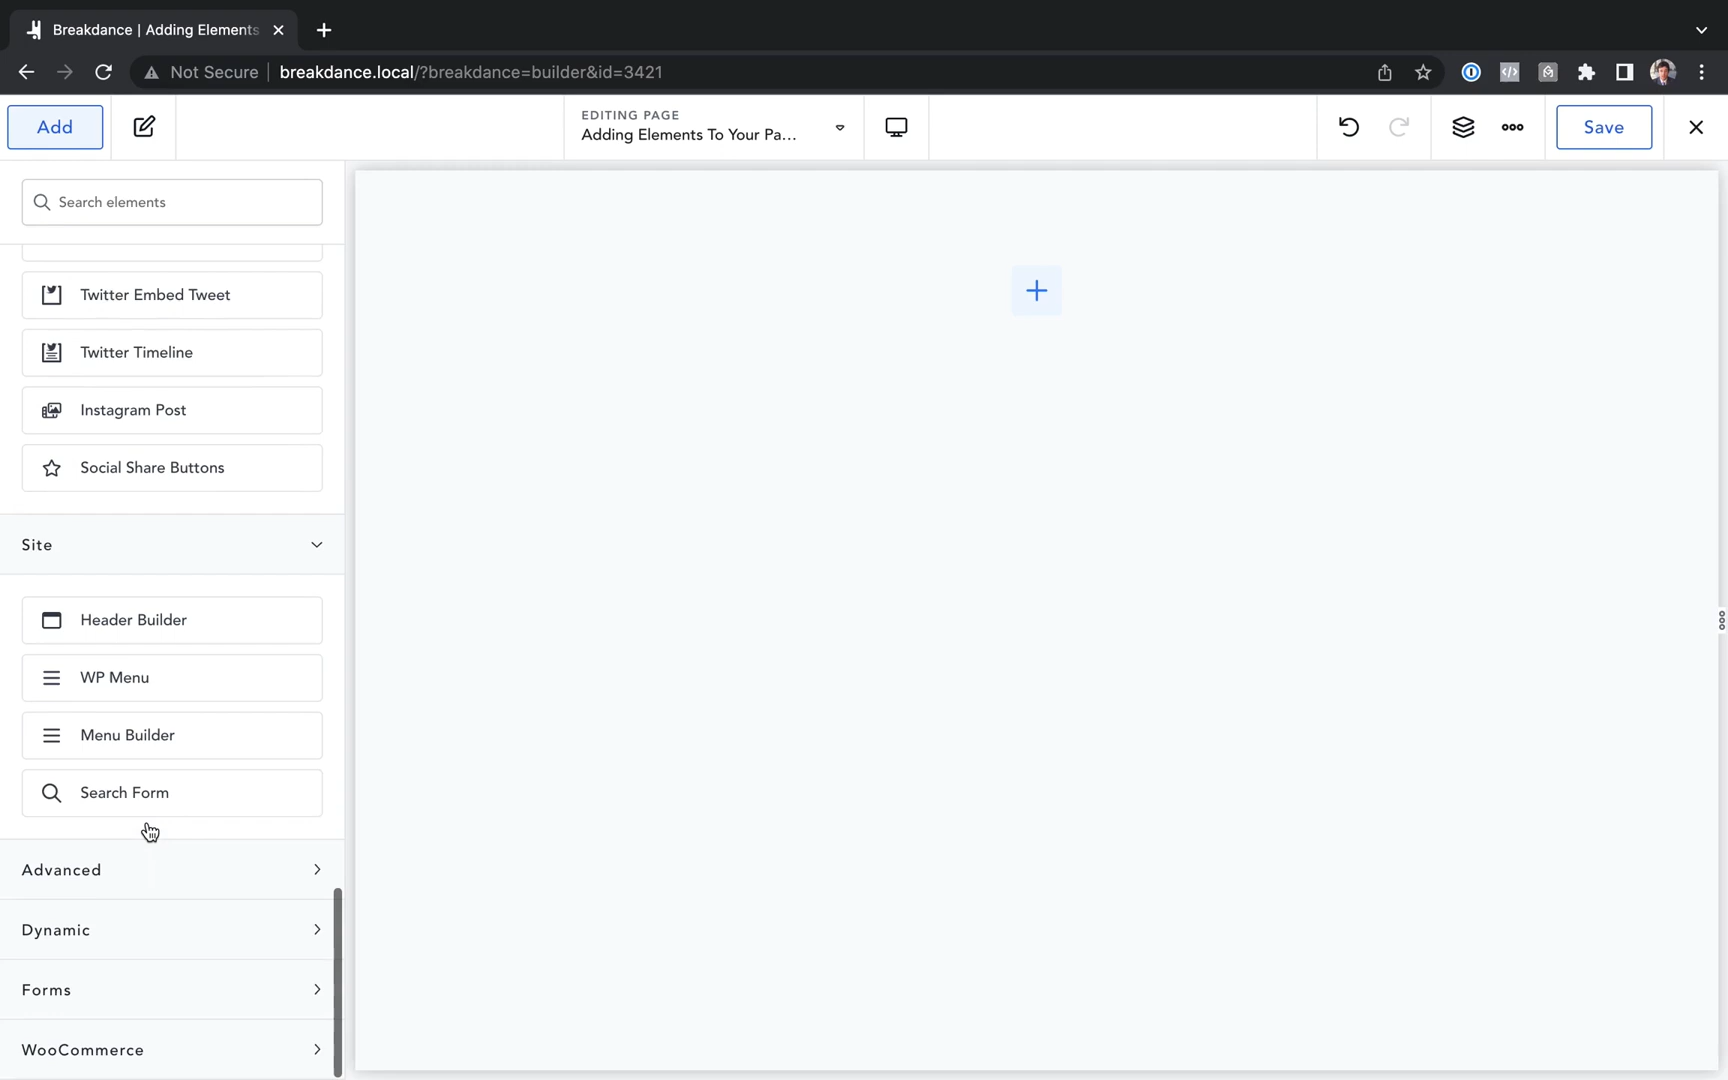 Breakdance | Adding Elements
Not Secure
breakdance.local/?breakdance=builder&id=3421
Add
EDITING PAGE
Adding Elements To Your Pa...
Save
Search elements
Twitter Embed Tweet
Twitter Timeline
Instagram Post
Social Share Buttons
Site
Header Builder
WP Menu
Menu Builder
Search Form
Advanced
Dynamic
Forms
WooCommerce